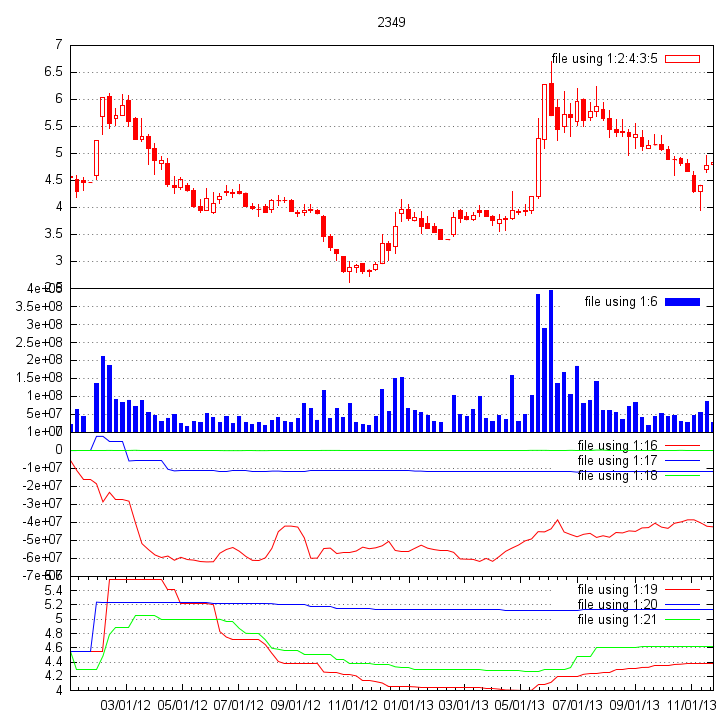 2349
7
file using 1:2:4:3:5
6.5
6
5.5
5
4.5
4
3.5
3
4e+08
file using 1:6
3.5e+08
3e+08
2.5e+08
2e+08
1.5e+08
1e+08
5e+07
1e+07
file using 1:16
0
file using 1:17
-1e+07
file using 1:18
-2e+07
-3e+07
-4e+07
-5e+07
-6e+07
-7e+07
5.4
file using 1:19
5.2
file using 1:20
5
file using 1:21
4.8
4.6
4.4
4.2
4
03/01/12 05/01/12 07/01/12 09/01/12 11/01/12 01/01/13 03/01/13 05/01/13 07/01/13 09/01/13 11/01/13